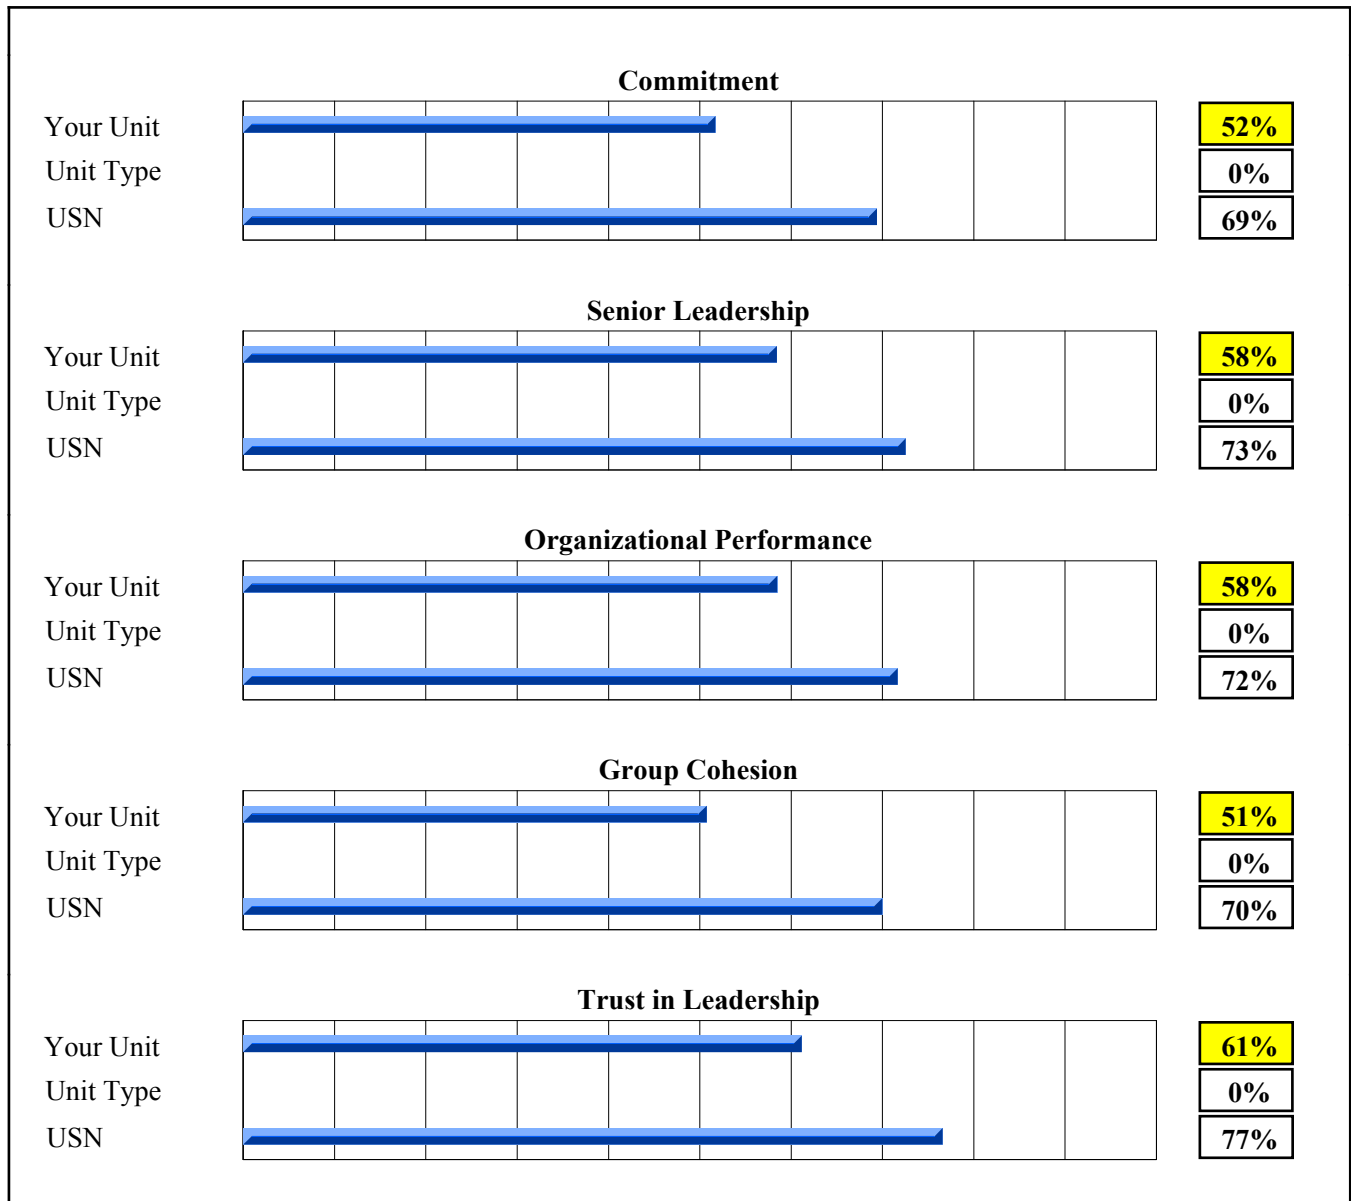 Commitment
Your Unit 52%
Unit Type 0%
USN 69%
Senior Leadership
Your Unit 58%
Unit Type 0%
USN 73%
Organizational Performance
Your Unit 58%
Unit Type 0%
USN 72%
Group Cohesion
Your Unit 51%
Unit Type 0%
USN 70%
Trust in Leadership
Your Unit 61%
Unit Type 0%
USN 77%